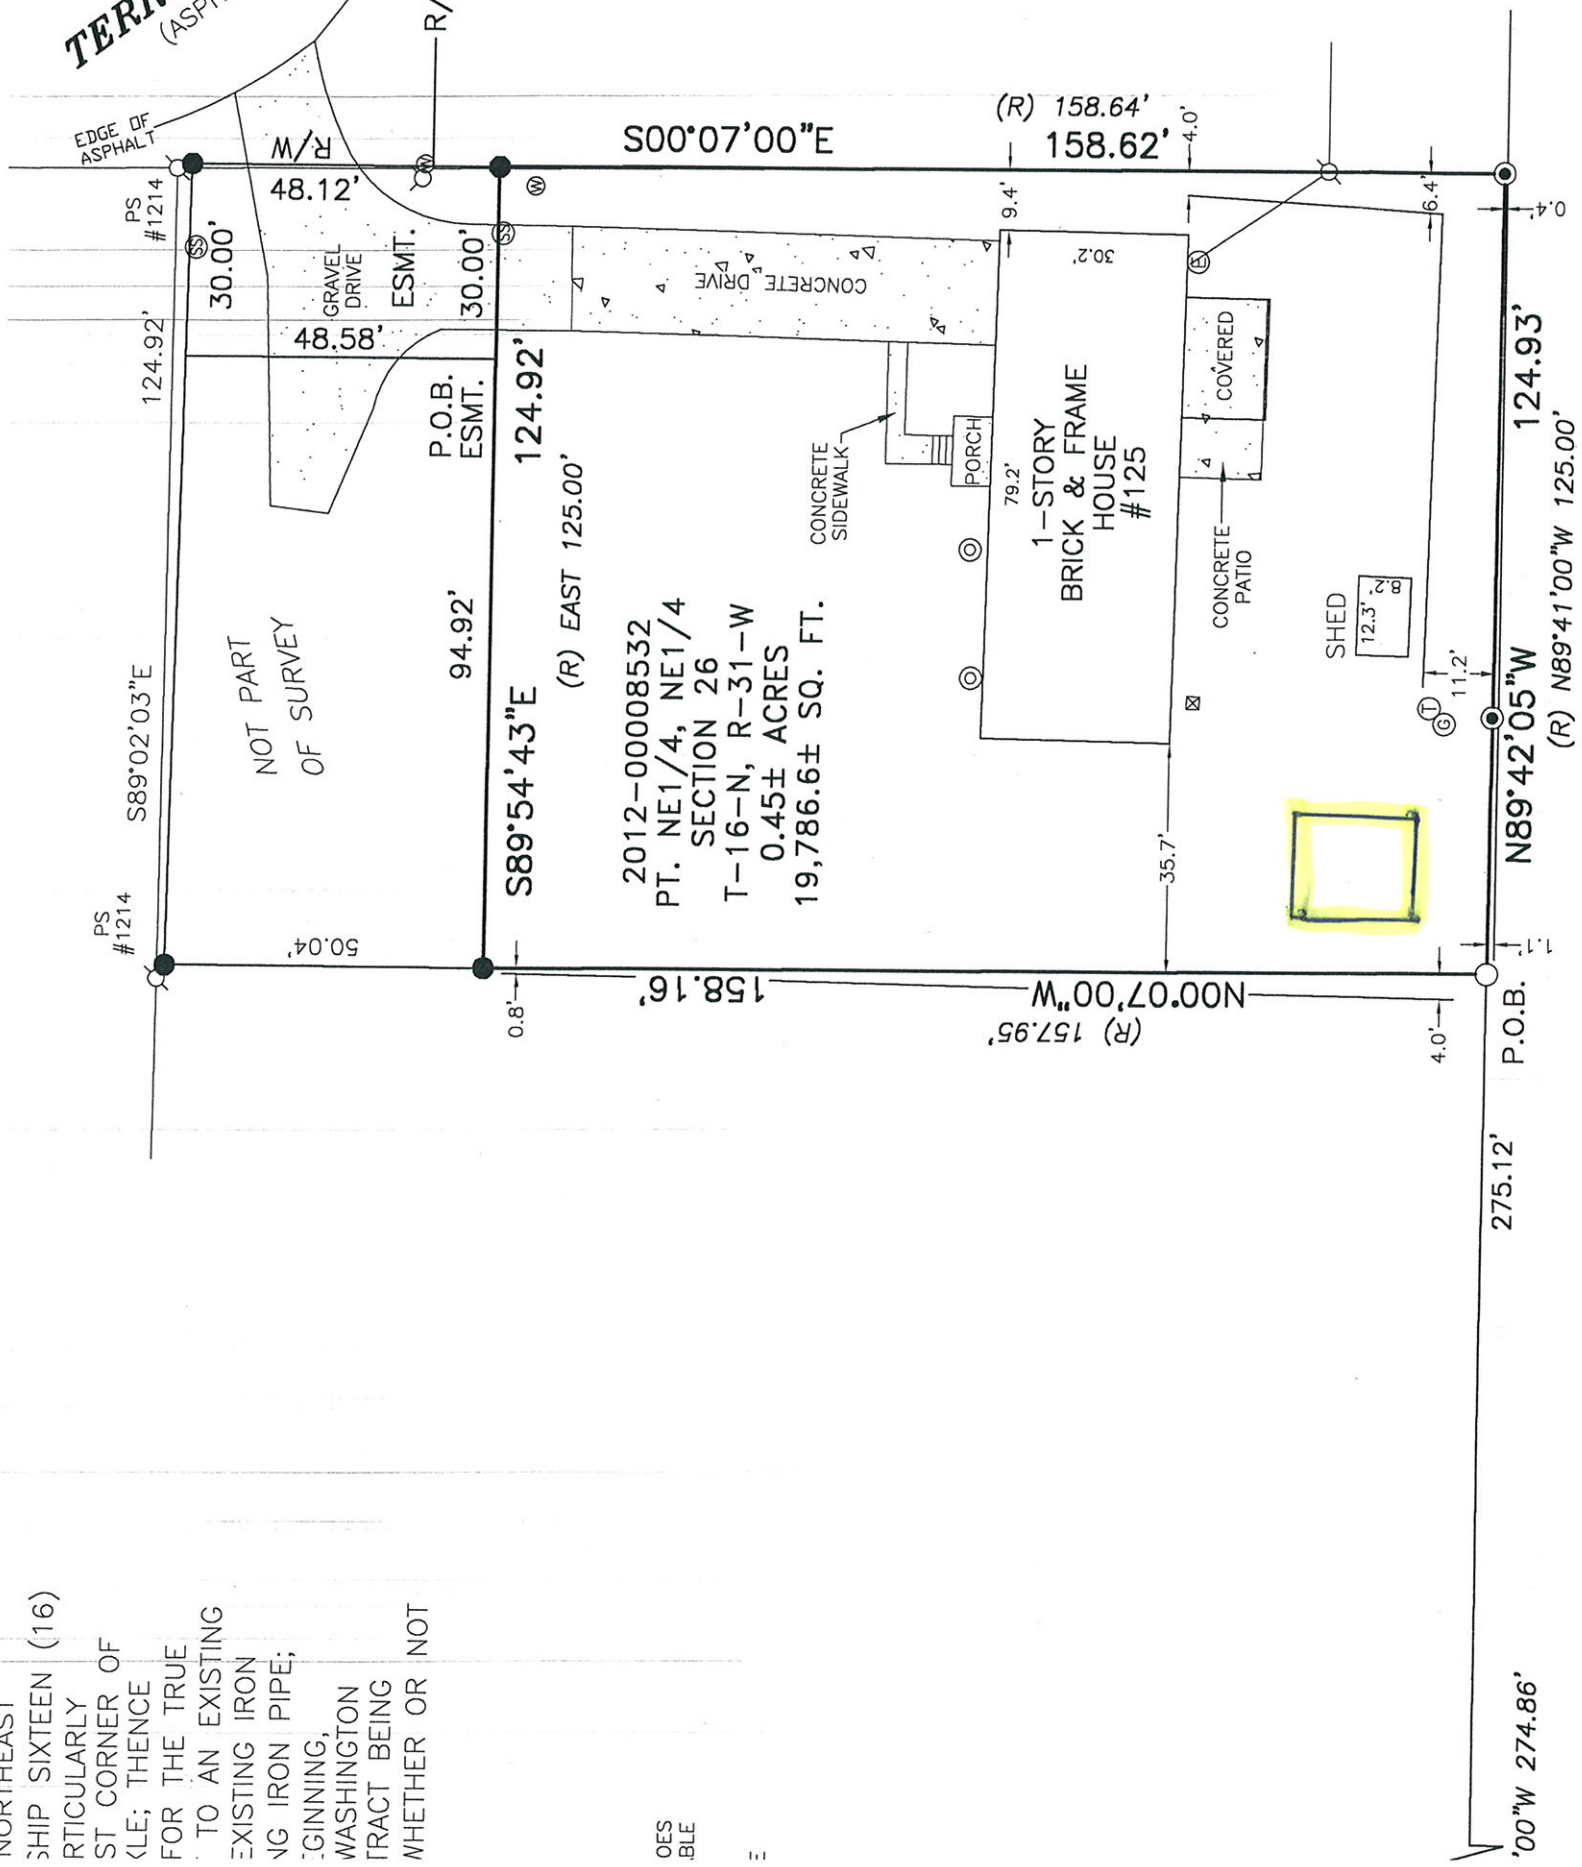 TERR
(ASPH
EDGE OF
ASPHALT
R/W
R/
PS
#1214
124.92'
S89°02'03"E
PS
#1214
48.12'
30.00'
GRAVEL
DRIVE
ESMT.
30.00'
48.58'
P.O.B.
ESMT.
NOT PART
OF SURVEY
94.92'
50.04'
S89°54'43"E
124.92'
(R) EAST 125.00'
S00°07'00"E
158.62'
(R) 158.64'
4.0'
9.4'
6.4'
0.4'
SS
SS
W
W
CONCRETE DRIVE
CONCRETE
SIDEWALK
PORCH
79.2'
30.2'
1-STORY
BRICK & FRAME
HOUSE
#125
E
COVERED
CONCRETE
PATIO
SHED
12.3'
8.2'
T
G
11.2'
2012-00008532
PT. NE1/4, NE1/4
SECTION 26
T-16-N, R-31-W
0.45± ACRES
19,786.6± SQ. FT.
35.7'
0.8'
158.16'
N00°07'00"W
(R) 157.95'
4.0'
1.1'
P.O.B.
N89°42'05"W
124.93'
(R) N89°41'00"W 125.00'
275.12'
'00"W 274.86'
NORTHEAST
SHIP SIXTEEN (16)
RTICULARLY
ST CORNER OF
KLE; THENCE
FOR THE TRUE
TO AN EXISTING
EXISTING IRON
NG IRON PIPE;
EGINNING,
WASHINGTON
TRACT BEING
WHETHER OR NOT
OES
ABLE
E